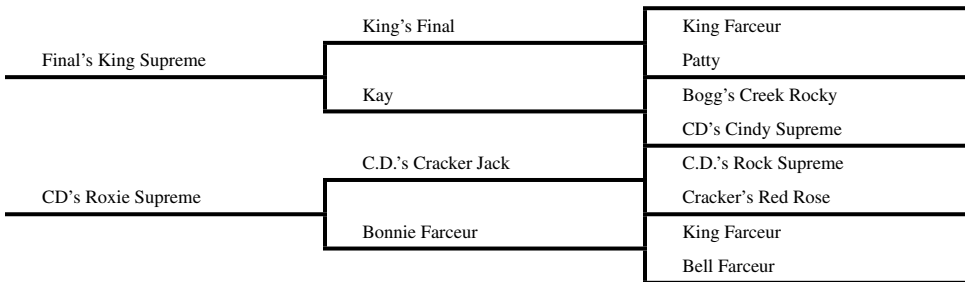 King's Final
King Farceur
Final's King Supreme
Patty
Kay
Bogg's Creek Rocky
CD's Cindy Supreme
C.D.'s Cracker Jack
C.D.'s Rock Supreme
CD's Roxie Supreme
Cracker's Red Rose
Bonnie Farceur
King Farceur
Bell Farceur